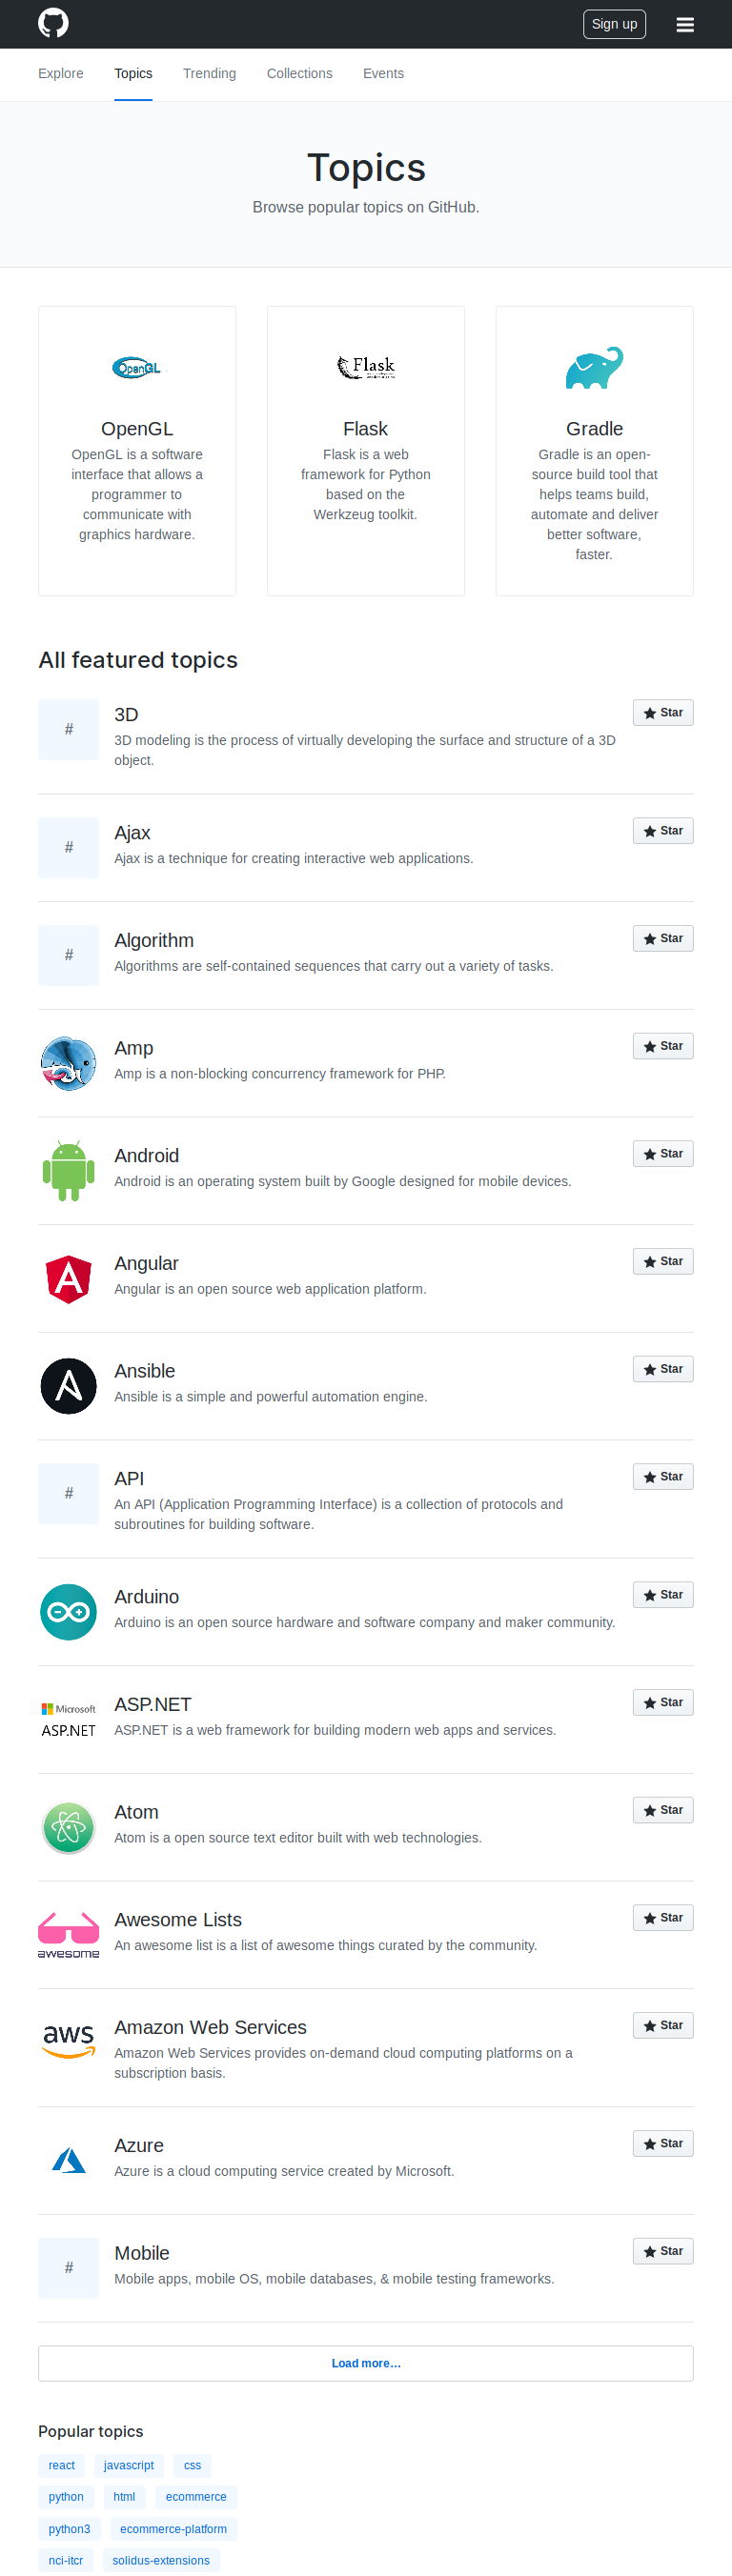 Sign up
Explore Topics Trending Collections Events
Topics
Browse popular topics on GitHub.
OpenGL
OpenGL
OpenGL is a software
interface that allows a
programmer to
communicate with
graphics hardware.
Flask
Flask
Flask is a web
framework for Python
based on the
Werkzeug toolkit.
Gradle
Gradle is an open-
source build tool that
helps teams build,
automate and deliver
better software,
faster.
All featured topics
#
3D
Star
3D modeling is the process of virtually developing the surface and structure of a 3D
object.
#
Ajax
Star
Ajax is a technique for creating interactive web applications.
#
Algorithm
Star
Algorithms are self-contained sequences that carry out a variety of tasks.
Amp
Star
Amp is a non-blocking concurrency framework for PHP.
Android
Star
Android is an operating system built by Google designed for mobile devices.
A
Angular
Star
Angular is an open source web application platform.
A
Ansible
Star
Ansible is a simple and powerful automation engine.
#
API
Star
An API (Application Programming Interface) is a collection of protocols and
subroutines for building software.
Arduino
Star
Arduino is an open source hardware and software company and maker community.
Microsoft
ASP.NET
ASP.NET
Star
ASP.NET is a web framework for building modern web apps and services.
Atom
Star
Atom is a open source text editor built with web technologies.
awesome
Awesome Lists
Star
An awesome list is a list of awesome things curated by the community.
aws
Amazon Web Services
Star
Amazon Web Services provides on-demand cloud computing platforms on a
subscription basis.
Azure
Star
Azure is a cloud computing service created by Microsoft.
#
Mobile
Star
Mobile apps, mobile OS, mobile databases, & mobile testing frameworks.
Load more…
Popular topics
react javascript css
python html ecommerce
python3 ecommerce-platform
nci-itcr solidus-extensions